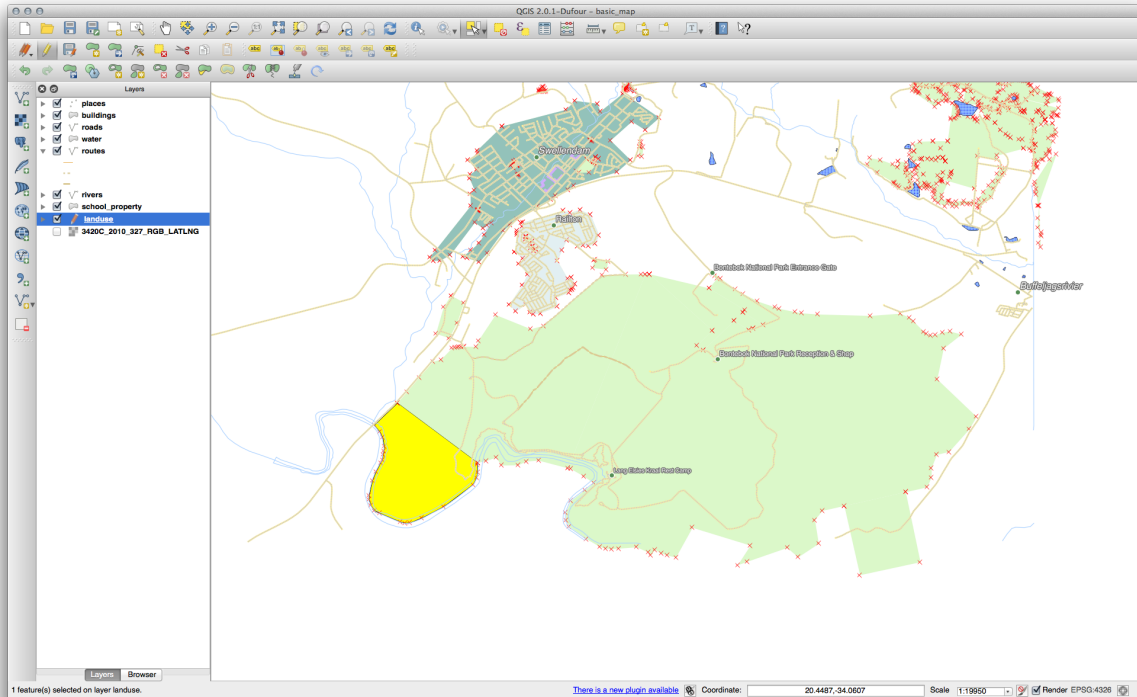 QGIS 2.0.1-Dufour - basic_map
Layers
places
buildings
roads
water
routes
rivers
school_property
landuse
3420C_2010_327_RGB_LATLNG
Swellendam
Railton
Bontebok National Park Entrance Gate
Buffeljagsrivier
Bontebok National Park Reception & Shop
Lang Elsies Kraal Rest Camp
Layers
Browser
1 feature(s) selected on layer landuse.
There is a new plugin available
Coordinate:
20.4487,-34.0607
Scale
1:19950
Render
EPSG:4326